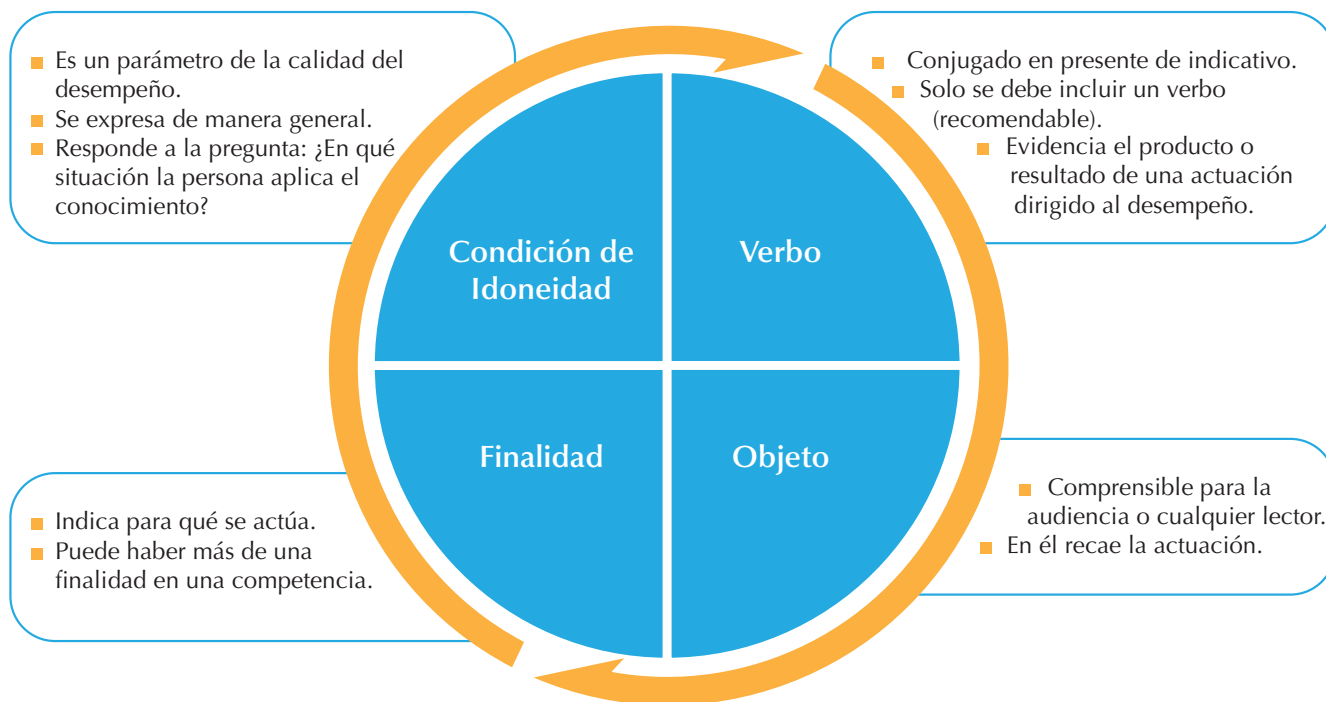 ■ Es un parámetro de la calidad del
desempeño.
■ Se expresa de manera general.
■ Responde a la pregunta: ¿En qué
situación la persona aplica el
conocimiento?
■ Conjugado en presente de indicativo.
■ Solo se debe incluir un verbo
(recomendable).
■ Evidencia el producto o
resultado de una actuación
dirigido al desempeño.
Condición de
Idoneidad
Verbo
Finalidad
Objeto
■ Indica para qué se actúa.
■ Puede haber más de una
finalidad en una competencia.
■ Comprensible para la
audiencia o cualquier lector.
■ En él recae la actuación.